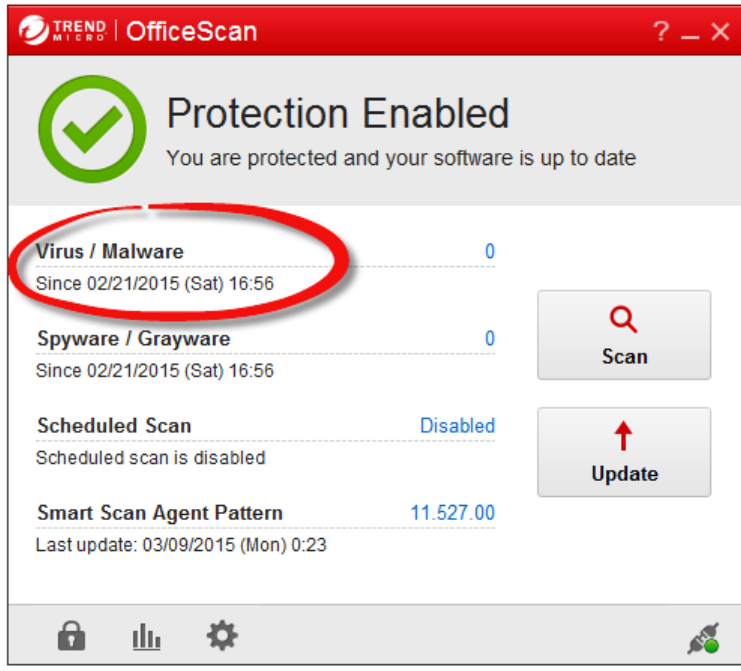 TREND MICRO | OfficeScan ? _ ×
Protection Enabled
You are protected and your software is up to date
Virus / Malware 0
Since 02/21/2015 (Sat) 16:56
Spyware / Grayware 0
Since 02/21/2015 (Sat) 16:56
Scheduled Scan Disabled
Scheduled scan is disabled
Smart Scan Agent Pattern 11.527.00
Last update: 03/09/2015 (Mon) 0:23
Scan
Update